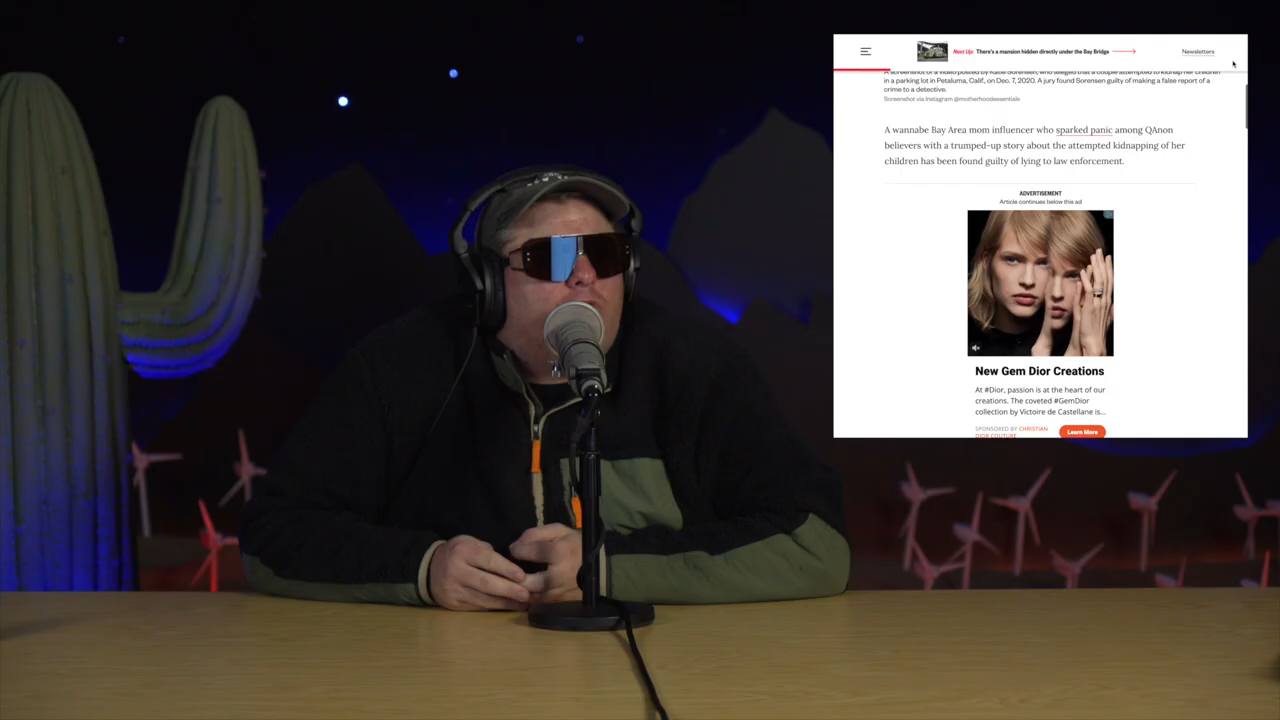 Next Up: There's a mansion hidden directly under the Bay Bridge
Newsletters
A screenshot of a video posted by Katie Sorensen, who alleged that a couple attempted to kidnap her children
in a parking lot in Petaluma, Calif., on Dec. 7, 2020. A jury found Sorensen guilty of making a false report of a
crime to a detective.
Screenshot via Instagram @motherhoodessentials
A wannabe Bay Area mom influencer who sparked panic among QAnon
believers with a trumped-up story about the attempted kidnapping of her
children has been found guilty of lying to law enforcement.
ADVERTISEMENT
Article continues below this ad
New Gem Dior Creations
At #Dior, passion is at the heart of our
creations. The coveted #GemDior
collection by Victoire de Castellane is...
SPONSORED BY CHRISTIAN
DIOR COUTURE
Learn More